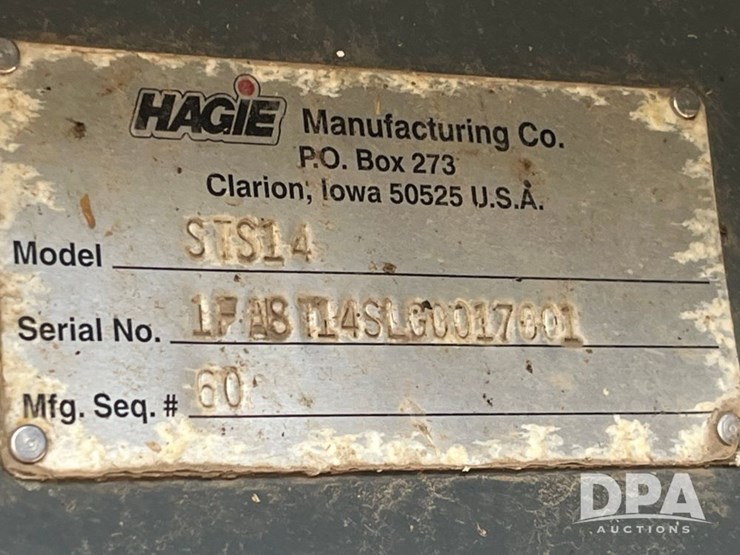 HAGIE Manufacturing Co.
P.O. Box 273
Clarion, Iowa 50525 U.S.A.
Model STS14
Serial No.
Mfg. Seq. # 60
DPA
AUCTIONS